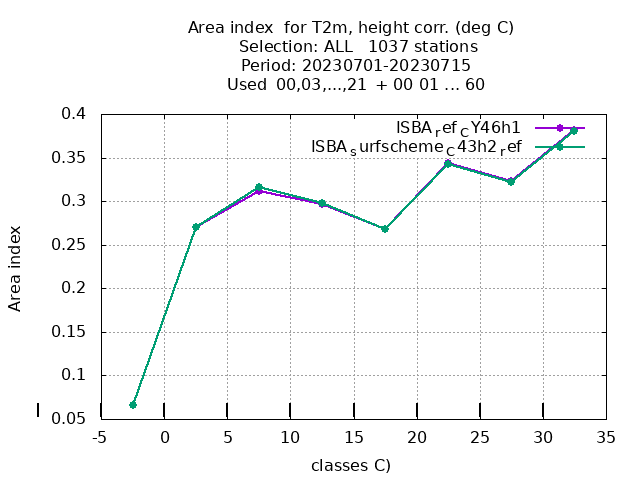 Area index  for T2m, height corr. (deg C)
Selection: ALL   1037 stations
Period: 20230701-20230715
Used  00,03,...,21  + 00 01 ... 60
ISBA_ref_CY46h1
ISBA_surfscheme_C43h2_ref
0.4
0.35
0.3
0.25
0.2
0.15
0.1
0.05
Area index
-5 0 5 10 15 20 25 30 35
classes C)